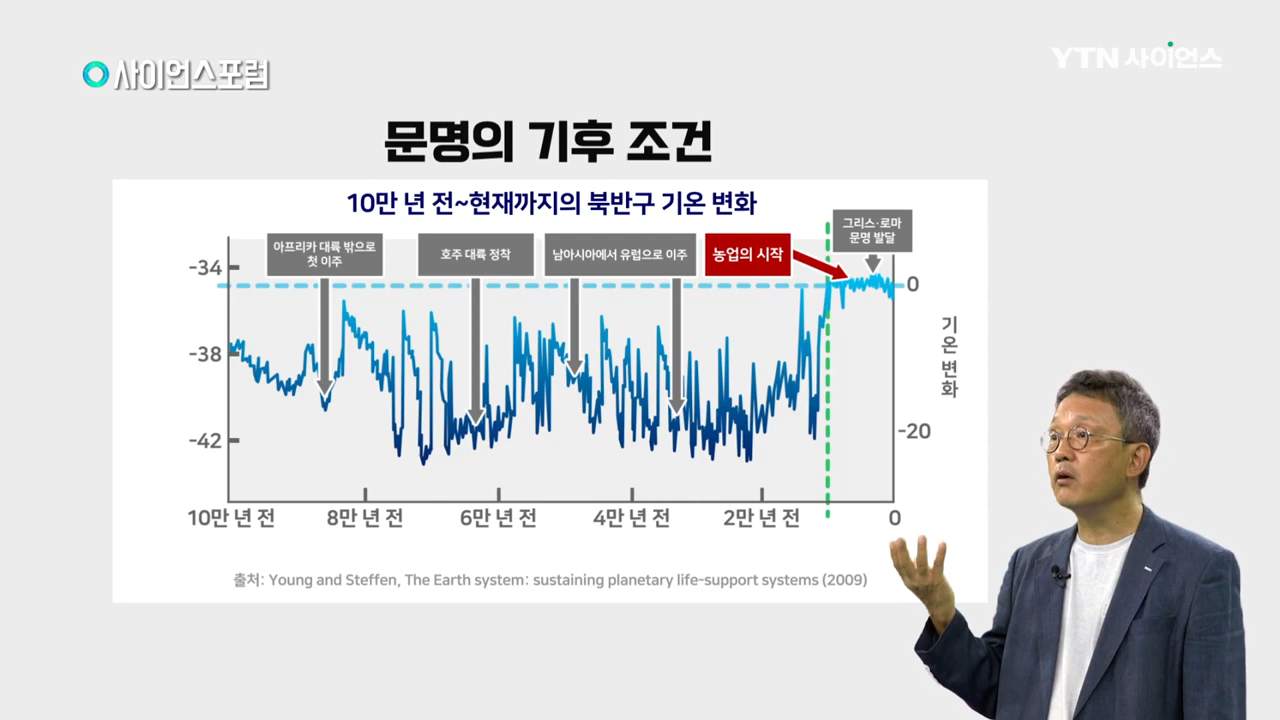 사이언스포럼
YTN 사이언스
문명의 기후 조건
10만 년 전~현재까지의 북반구 기온 변화
아프리카 대륙 밖으로
첫 이주
호주 대륙 정착
남아시아에서 유럽으로 이주
농업의 시작
그리스·로마
문명 발달
-34
-38
-42
0
-20
기온 변화
10만 년 전
8만 년 전
6만 년 전
4만 년 전
2만 년 전
0
출처: Young and Steffen, The Earth system: sustaining planetary life-support systems (2009)